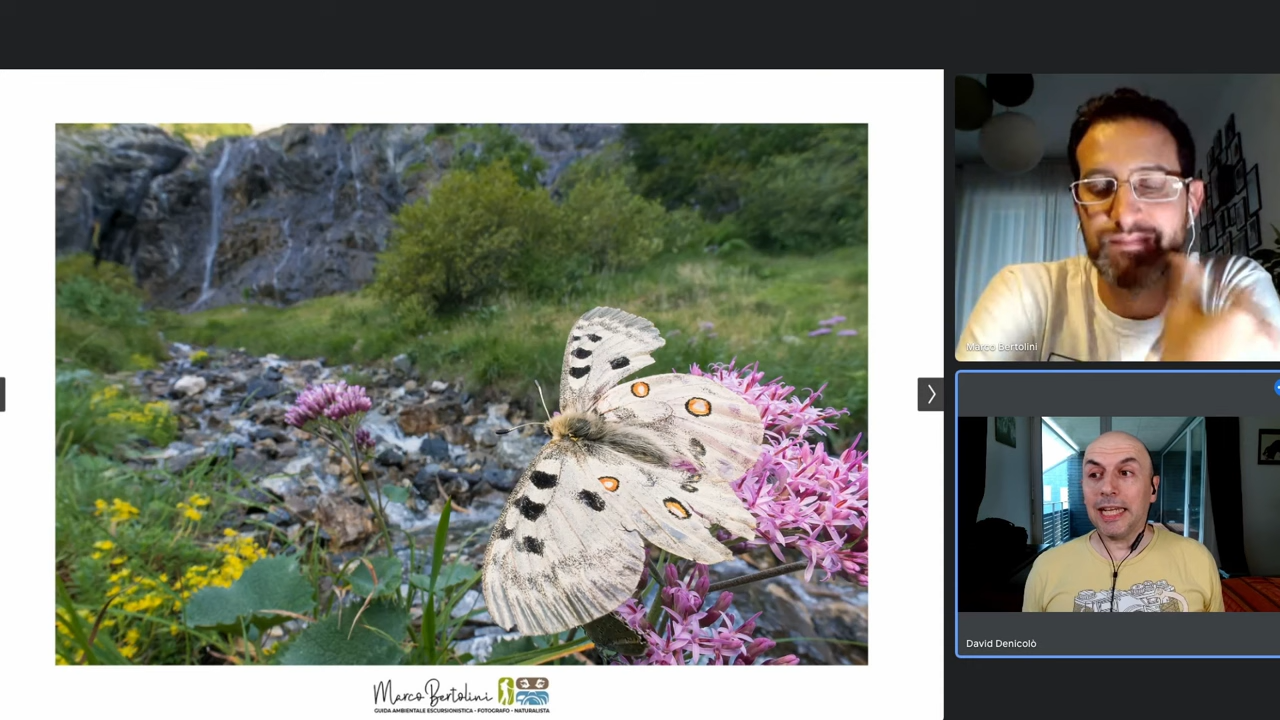 Marco Bertolini
David Denicolò
Marco Bertolini
GUIDA AMBIENTALE ESCURSIONISTICA - FOTOGRAFO - NATURALISTA